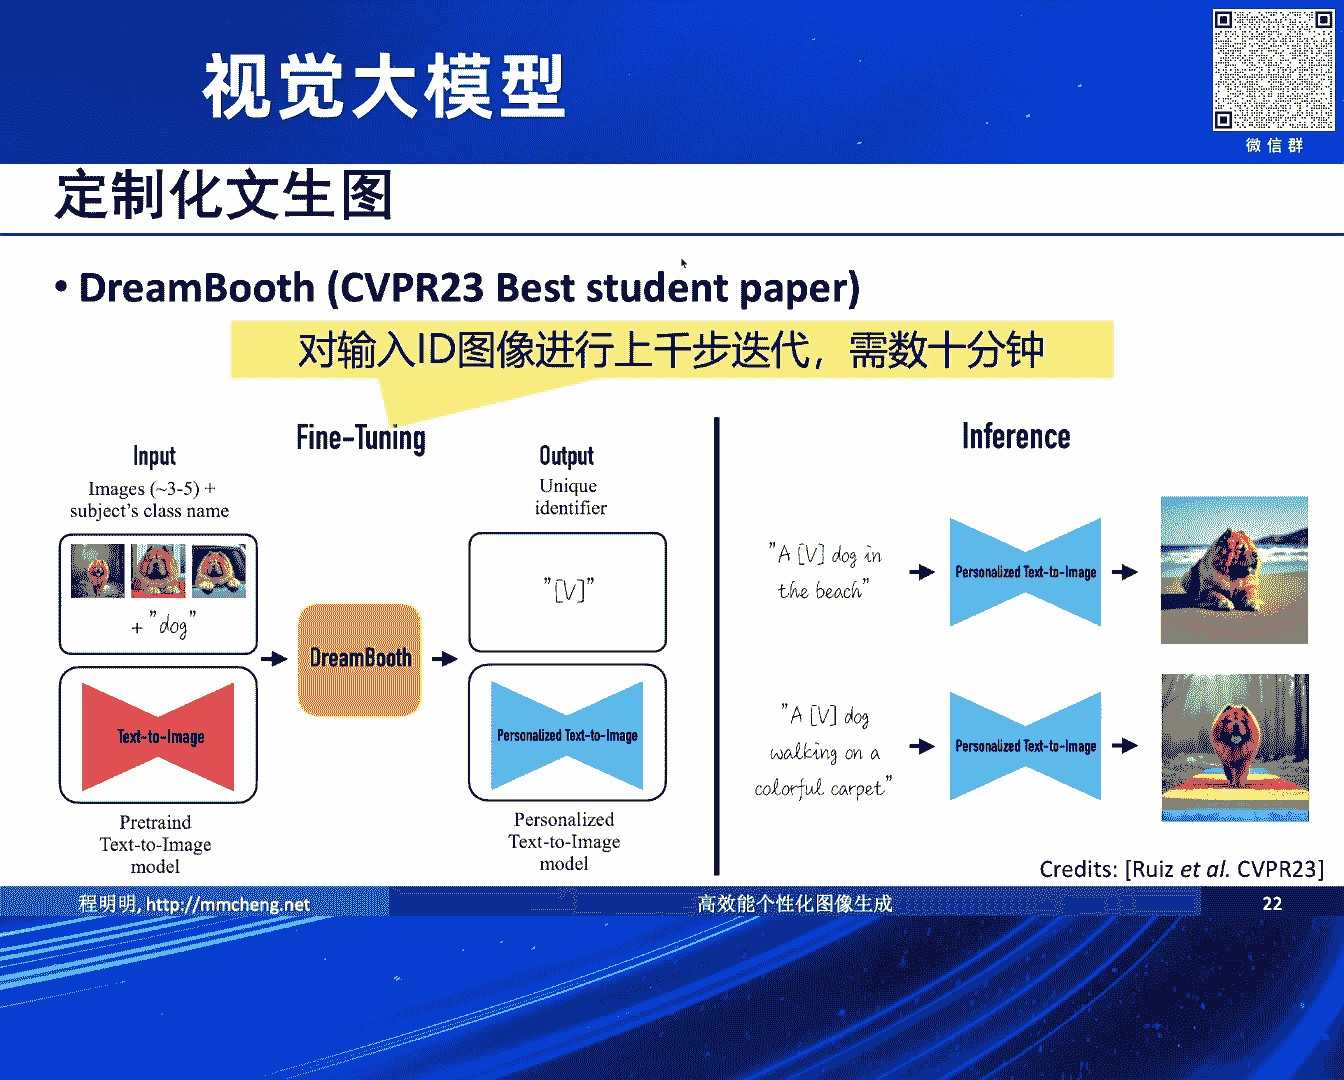 视觉大模型
微信群
定制化文生图
• DreamBooth (CVPR23 Best student paper)
对输入ID图像进行上千步迭代，需数十分钟
Fine-Tuning
Input
Images (~3-5) +
subject's class name
+ "dog"
Text-to-Image
Pretraind
Text-to-Image
model
DreamBooth
Output
Unique
identifier
"[V]"
Personalized Text-to-Image
Personalized
Text-to-Image
model
Inference
"A [V] dog in
the beach"
Personalized Text-to-Image
"A [V] dog
walking on a
colorful carpet"
Personalized Text-to-Image
Credits: [Ruiz et al. CVPR23]
程明明, http://mmcheng.net
高效能个性化图像生成
22